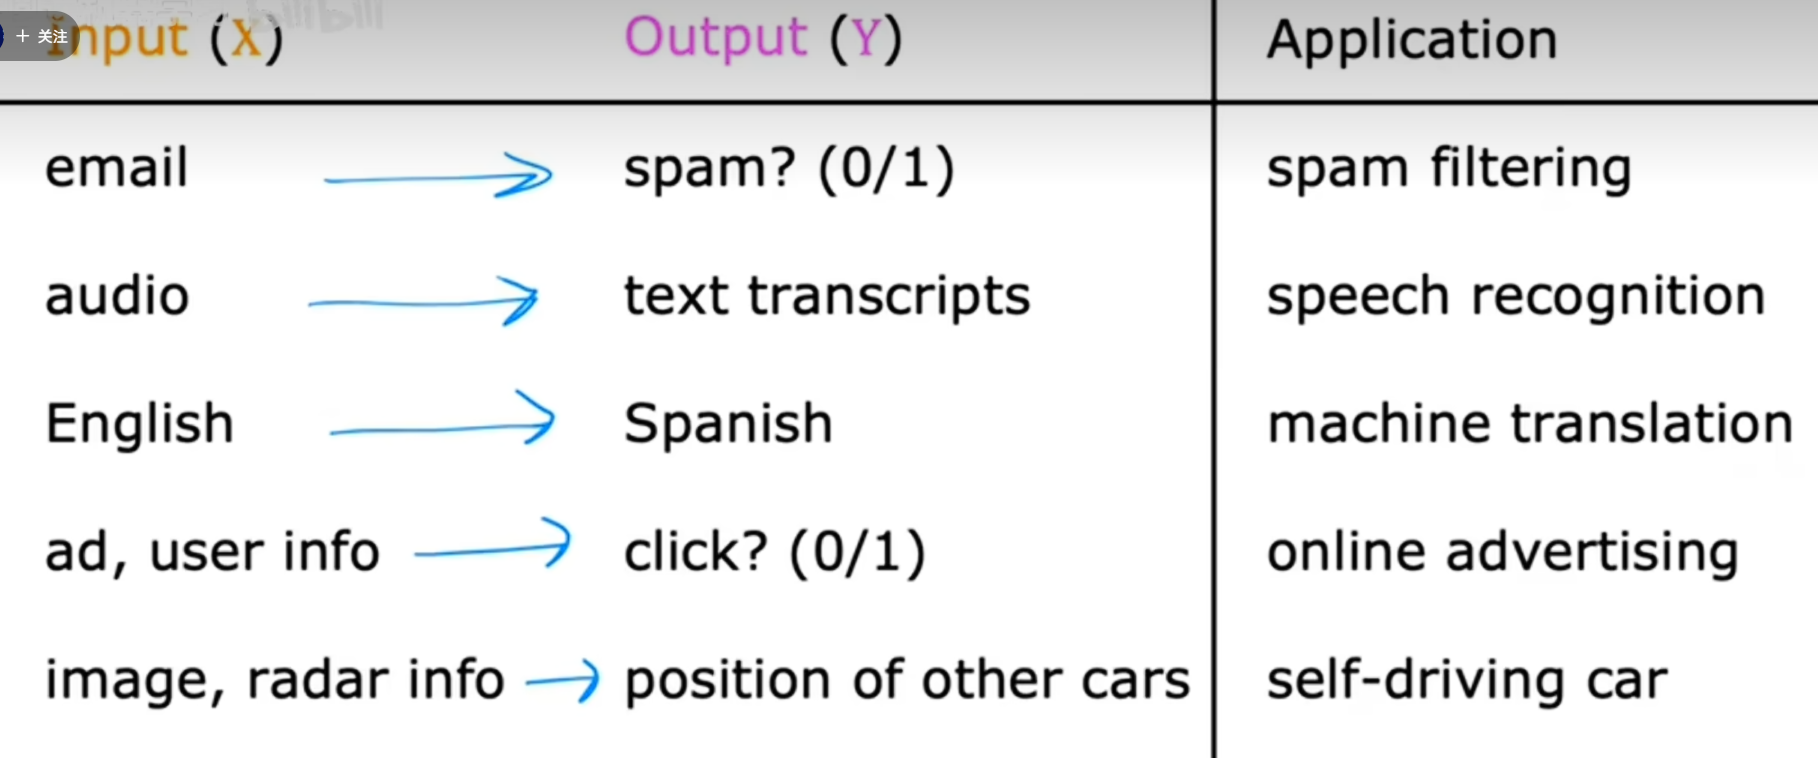 + 关注
Input (X) Output (Y) Application
email spam? (0/1) spam filtering
audio text transcripts speech recognition
English Spanish machine translation
ad, user info click? (0/1) online advertising
image, radar info position of other cars self-driving car